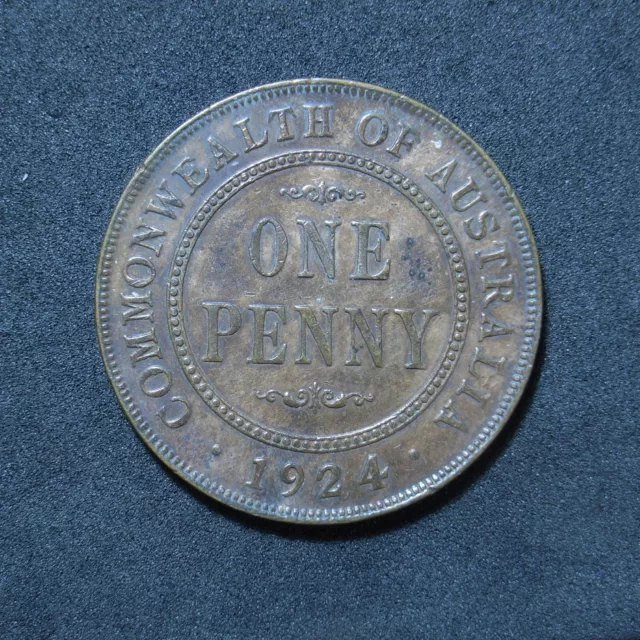 COMMONWEALTH OF AUSTRALIA
ONE
PENNY
· 1924 ·